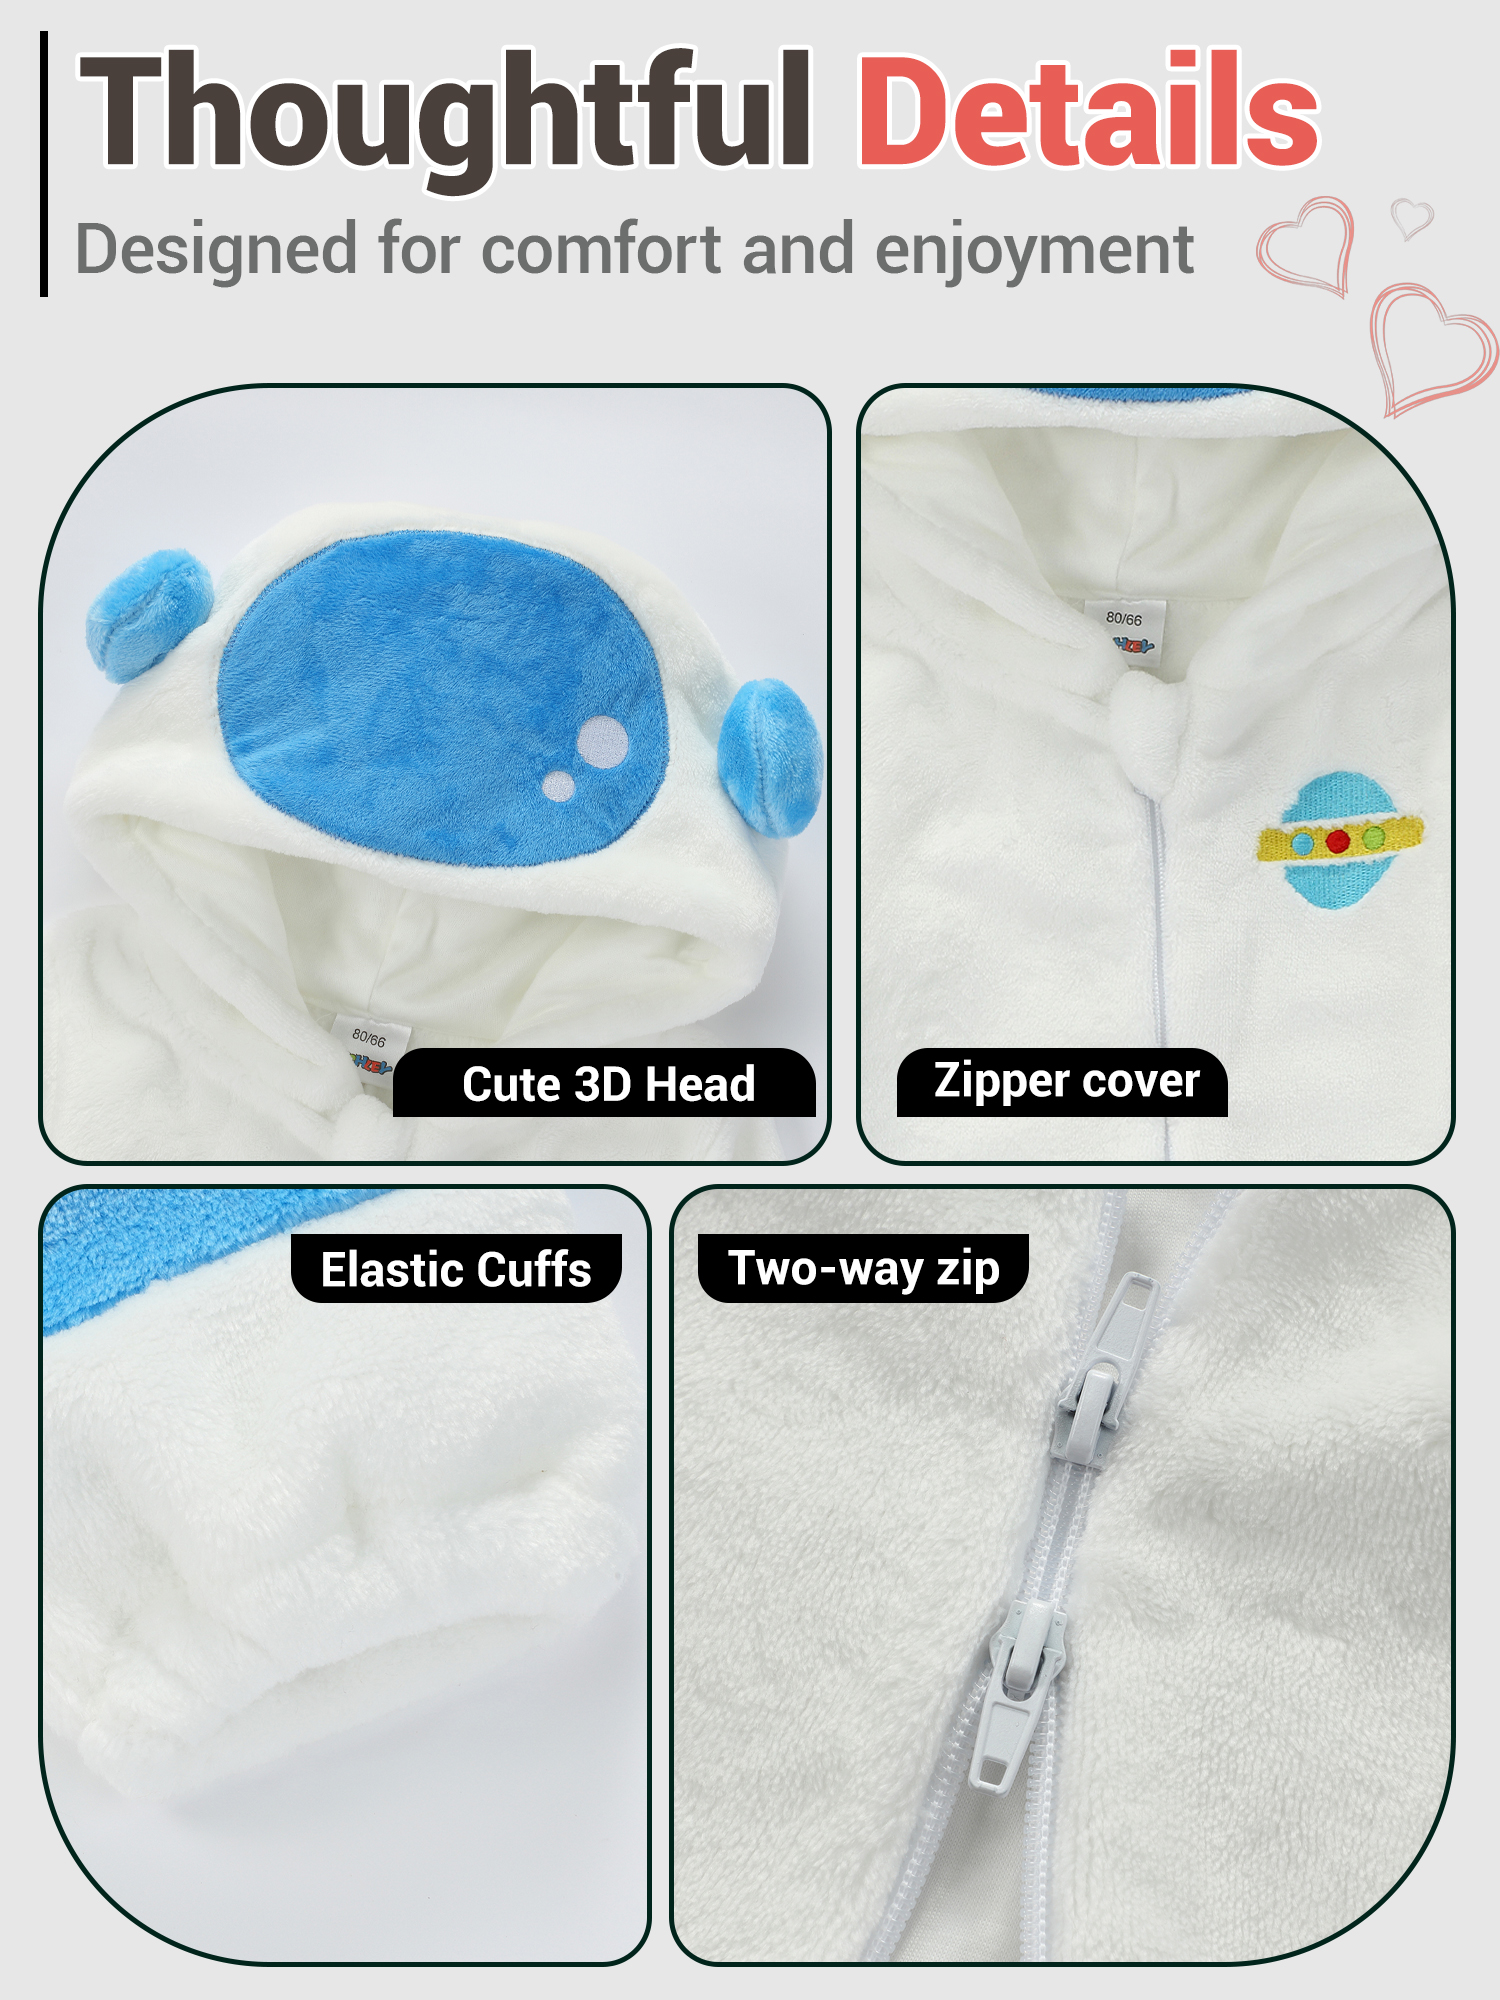 Thoughtful Details
Designed for comfort and enjoyment
80/66
Cute 3D Head
80/66
Zipper cover
Elastic Cuffs
Two-way zip